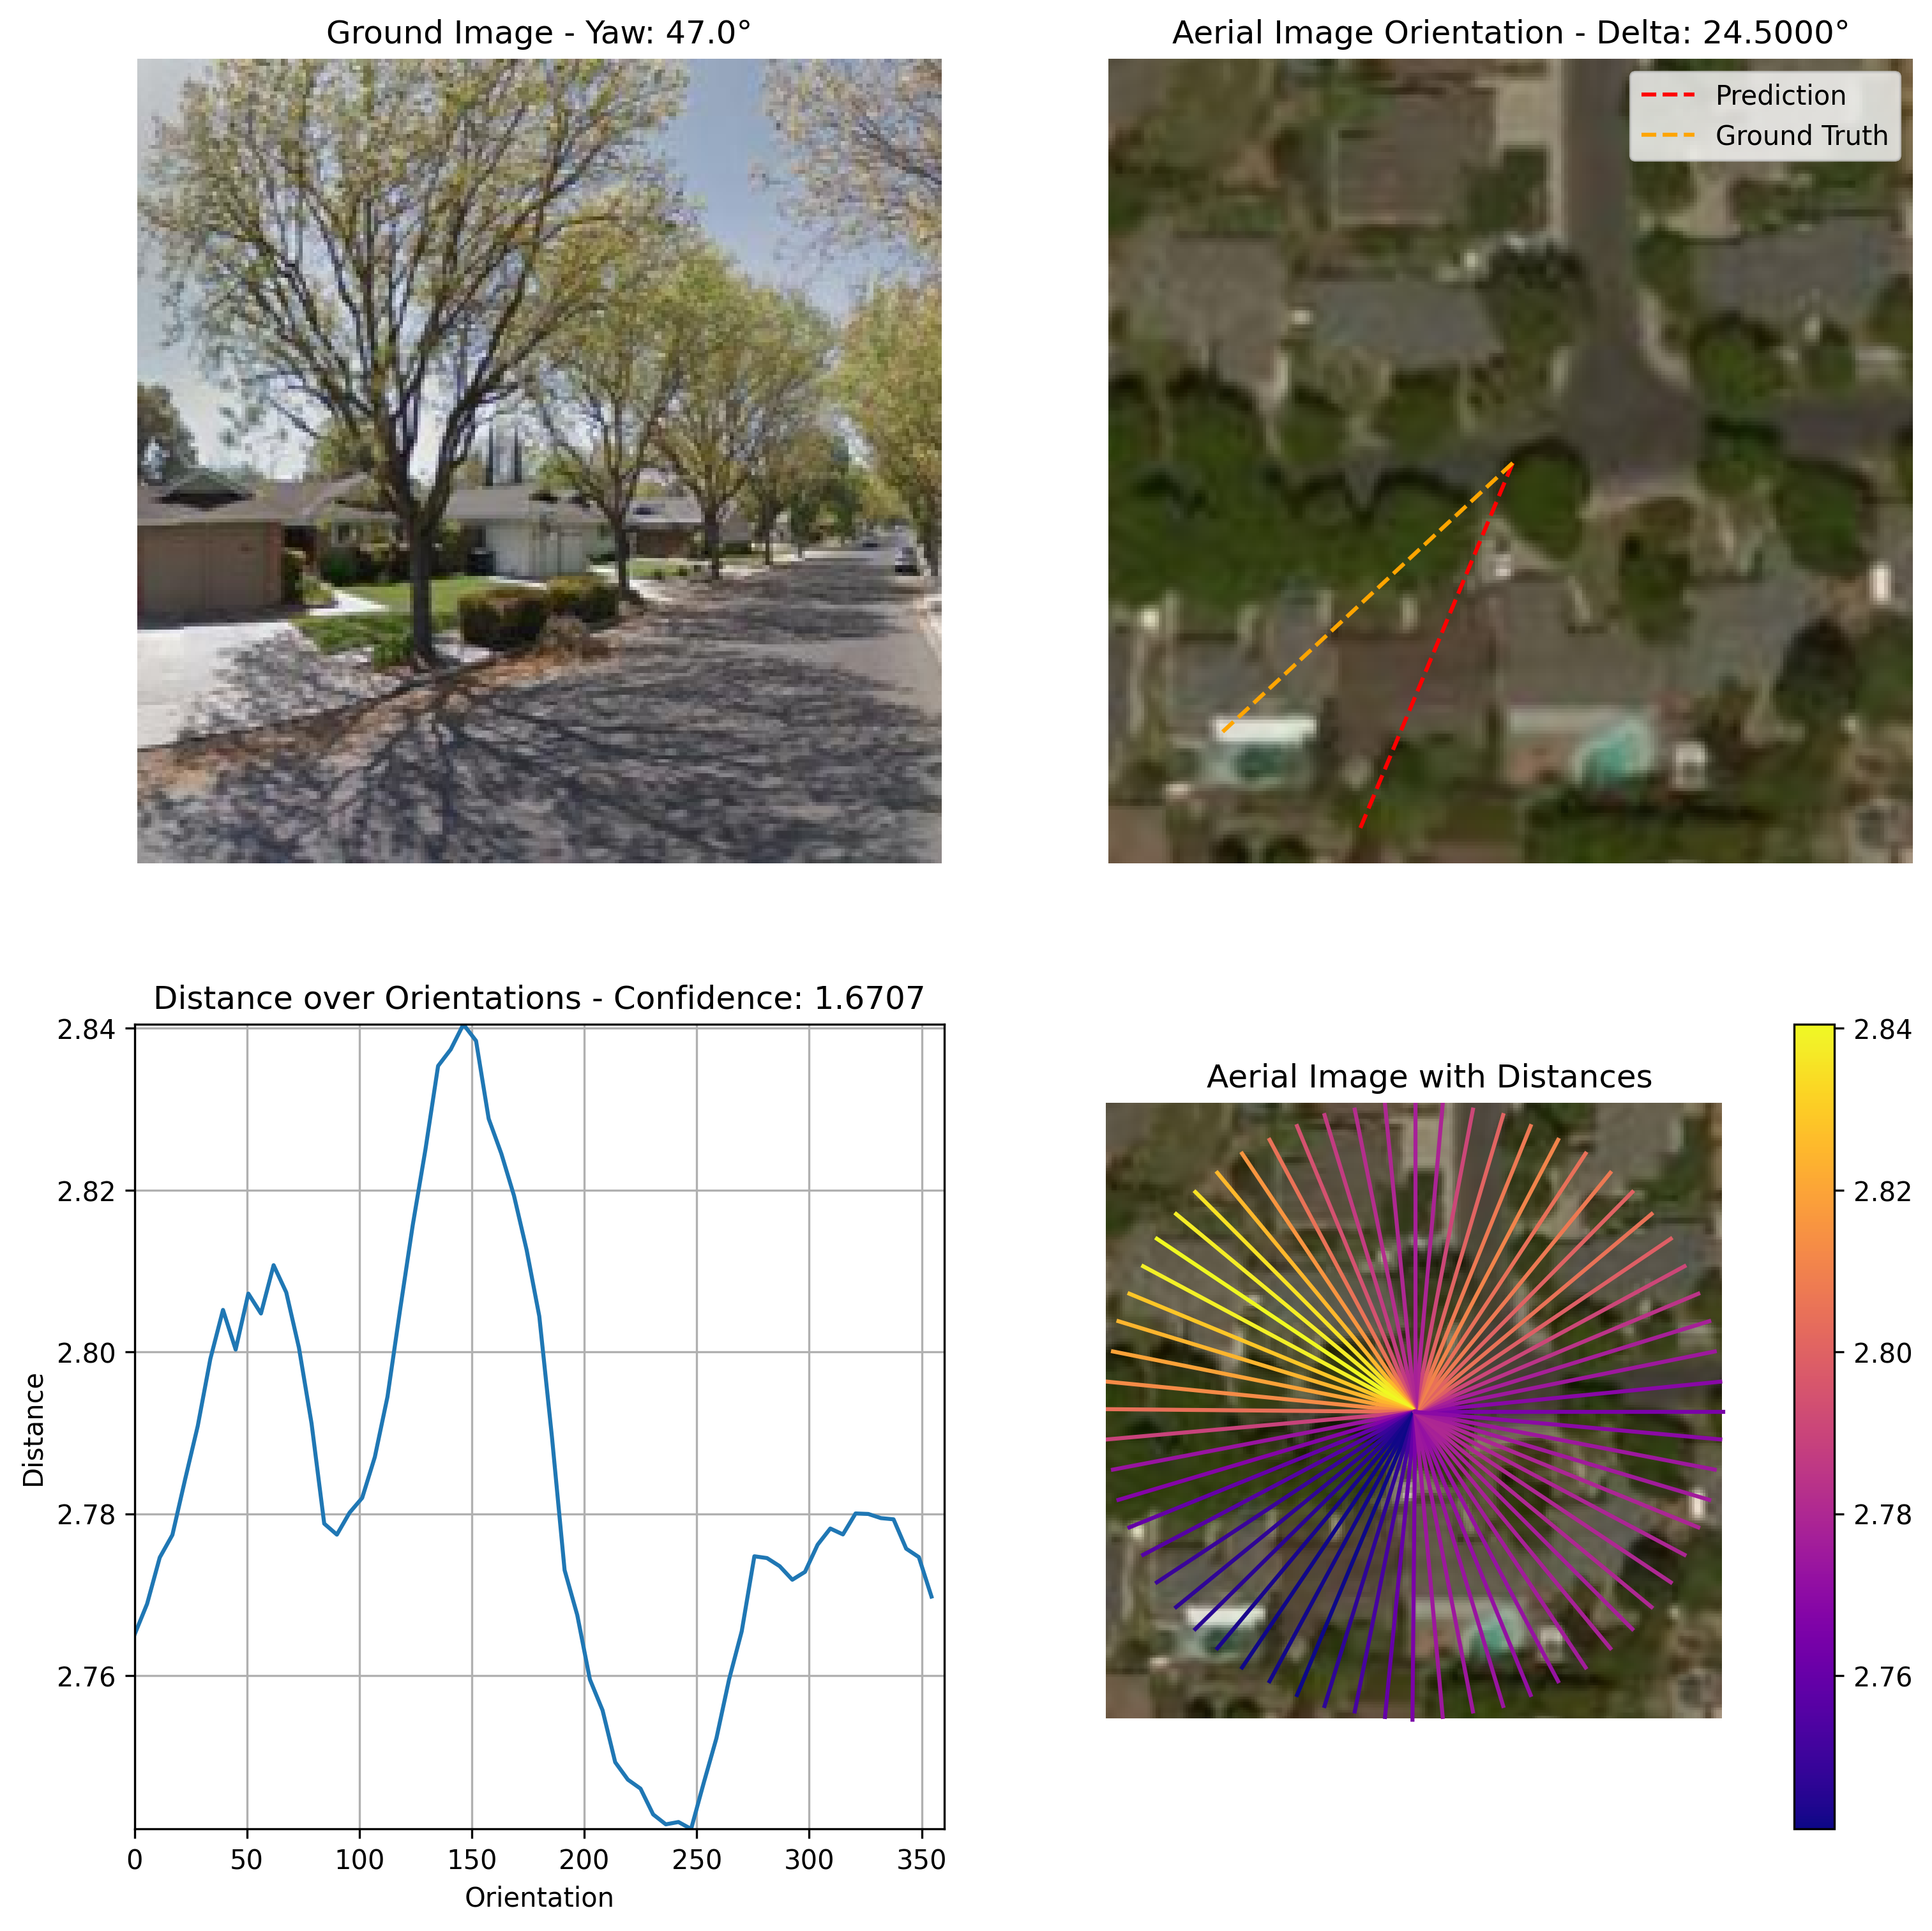 Ground Image - Yaw: 47.0°
Aerial Image Orientation - Delta: 24.5000°
Prediction
Ground Truth
Distance over Orientations - Confidence: 1.6707
2.84
2.82
2.80
2.78
2.76
Distance
0 50 100 150 200 250 300 350
Orientation
Aerial Image with Distances
2.84
2.82
2.80
2.78
2.76